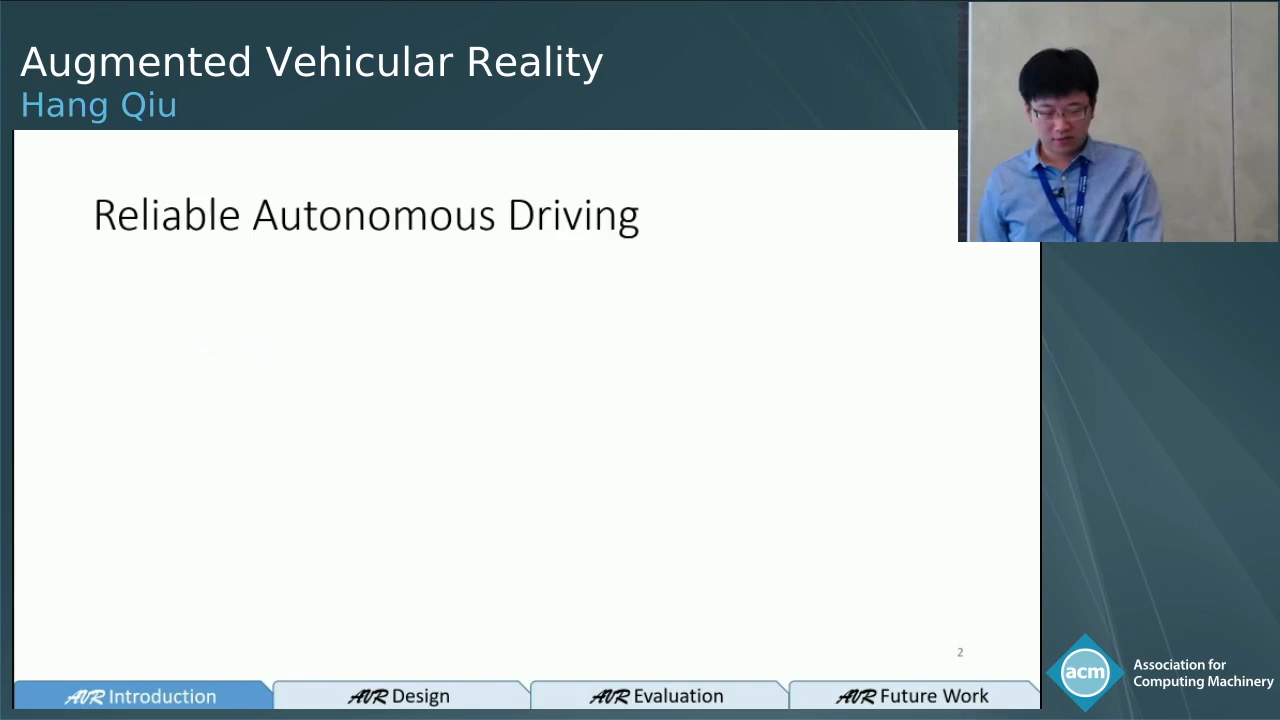 Augmented Vehicular Reality
Hang Qiu
Reliable Autonomous Driving
2
AVR Introduction
AVR Design
AVR Evaluation
AVR Future Work
acm
Association for
Computing Machinery